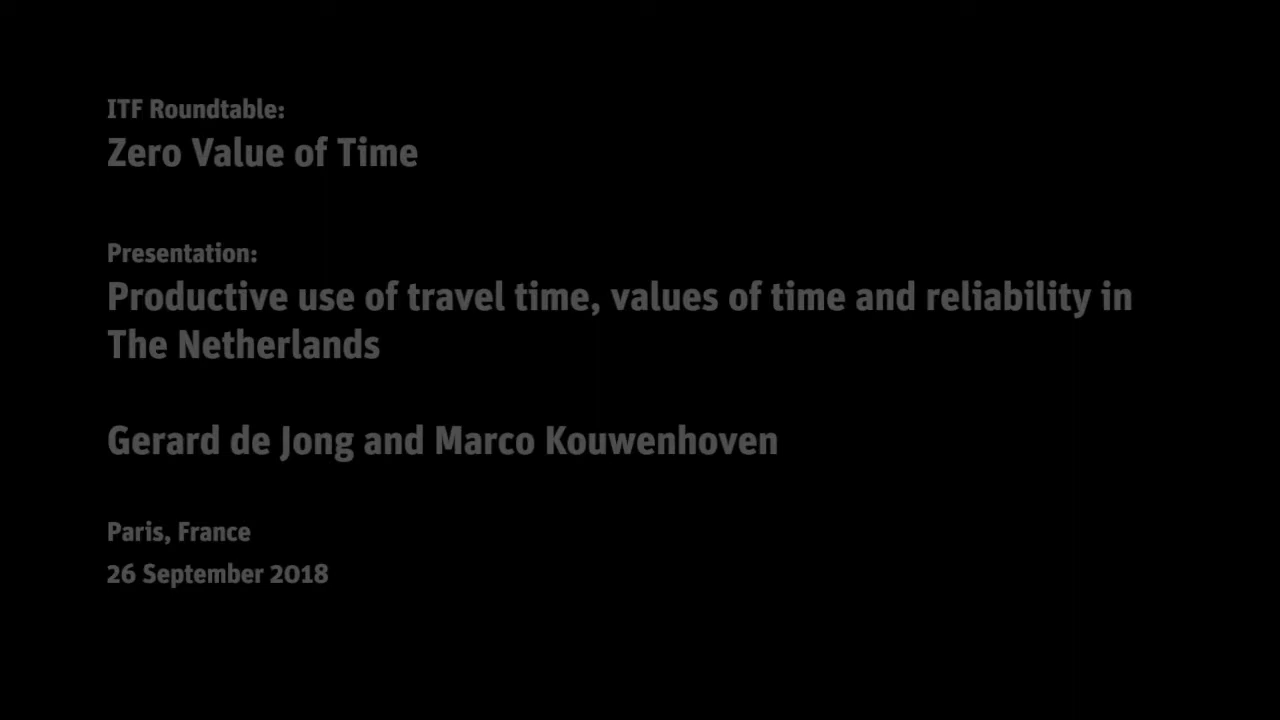 ITF Roundtable:
Zero Value of Time
Presentation:
Productive use of travel time, values of time and reliability in
The Netherlands
Gerard de Jong and Marco Kouwenhoven
Paris, France
26 September 2018